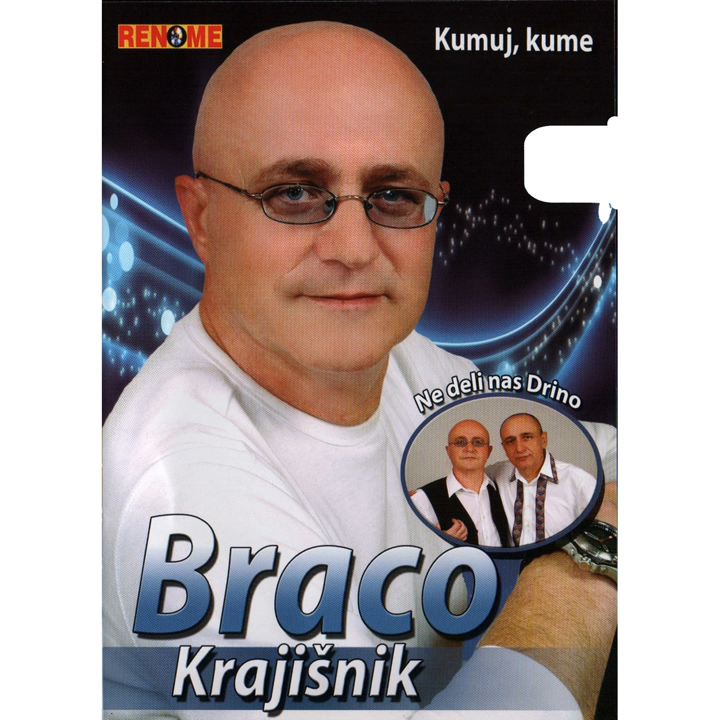 RENOME
Kumuj, kume
Ne deli nas Drino
Braco
Krajišnik